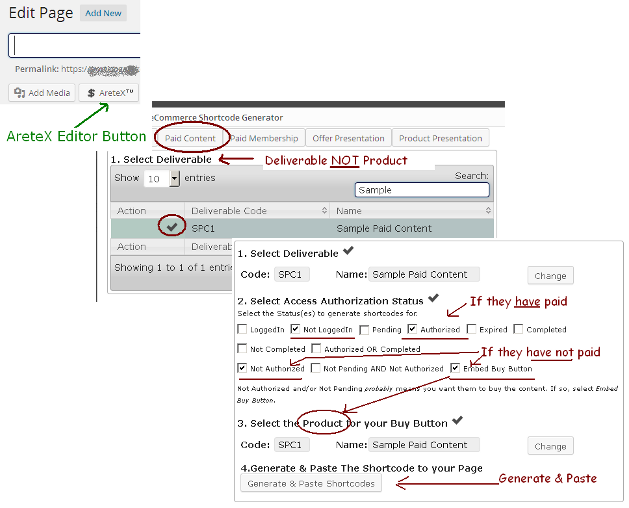 Edit Page Add New
Permalink: https:/
Add Media $ AreteX™
AreteX Editor Button
eCommerce Shortcode Generator
Paid Content Paid Membership Offer Presentation Product Presentation
1. Select Deliverable Deliverable NOT Product
Show 10 entries Search:
Sample
Action Deliverable Code Name
SPC1 Sample Paid Content
Action
Showing 1 to 1 of 1
1. Select Deliverable
Code: SPC1 Name: Sample Paid Content Change
2. Select Access Authorization Status
If they have paid
Select the Status(es) to generate shortcodes for:
LoggedIn Not LoggedIn Pending Authorized Expired Completed
Not Completed Authorized OR Completed
If they have not paid
Not Authorized Not Pending AND Not Authorized Embed Buy Button
Not Authorized and/or Not Pending probably means you want them to buy the content. If so, select Embed
Buy Button.
3. Select the Product for your Buy Button
Code: SPC1 Name: Sample Paid Content Change
4.Generate & Paste The Shortcode to your Page
Generate & Paste Shortcodes Generate & Paste